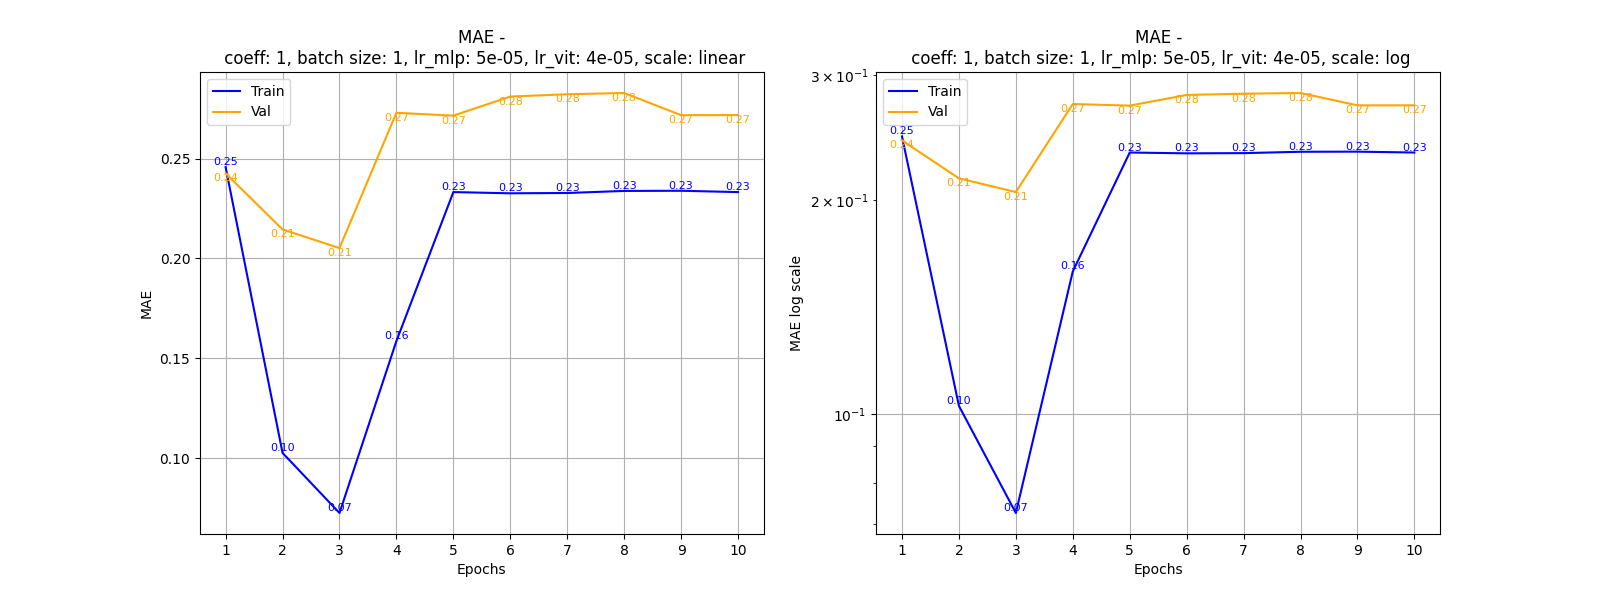 MAE -
coeff: 1, batch size: 1, lr_mlp: 5e-05, lr_vit: 4e-05, scale: linear
Train
Val
0.25
0.20
0.15
0.10
MAE
0.25
0.10
0.07
0.16
0.23
0.23
0.23
0.23
0.23
0.23
0.24
0.21
0.21
0.27
0.27
0.28
0.28
0.28
0.27
0.27
1 2 3 4 5 6 7 8 9 10
Epochs
MAE -
coeff: 1, batch size: 1, lr_mlp: 5e-05, lr_vit: 4e-05, scale: log
Train
Val
3 × 10⁻¹
2 × 10⁻¹
10⁻¹
MAE log scale
0.25
0.10
0.07
0.16
0.23
0.23
0.23
0.23
0.23
0.23
0.24
0.21
0.21
0.27
0.27
0.28
0.28
0.28
0.27
0.27
1 2 3 4 5 6 7 8 9 10
Epochs